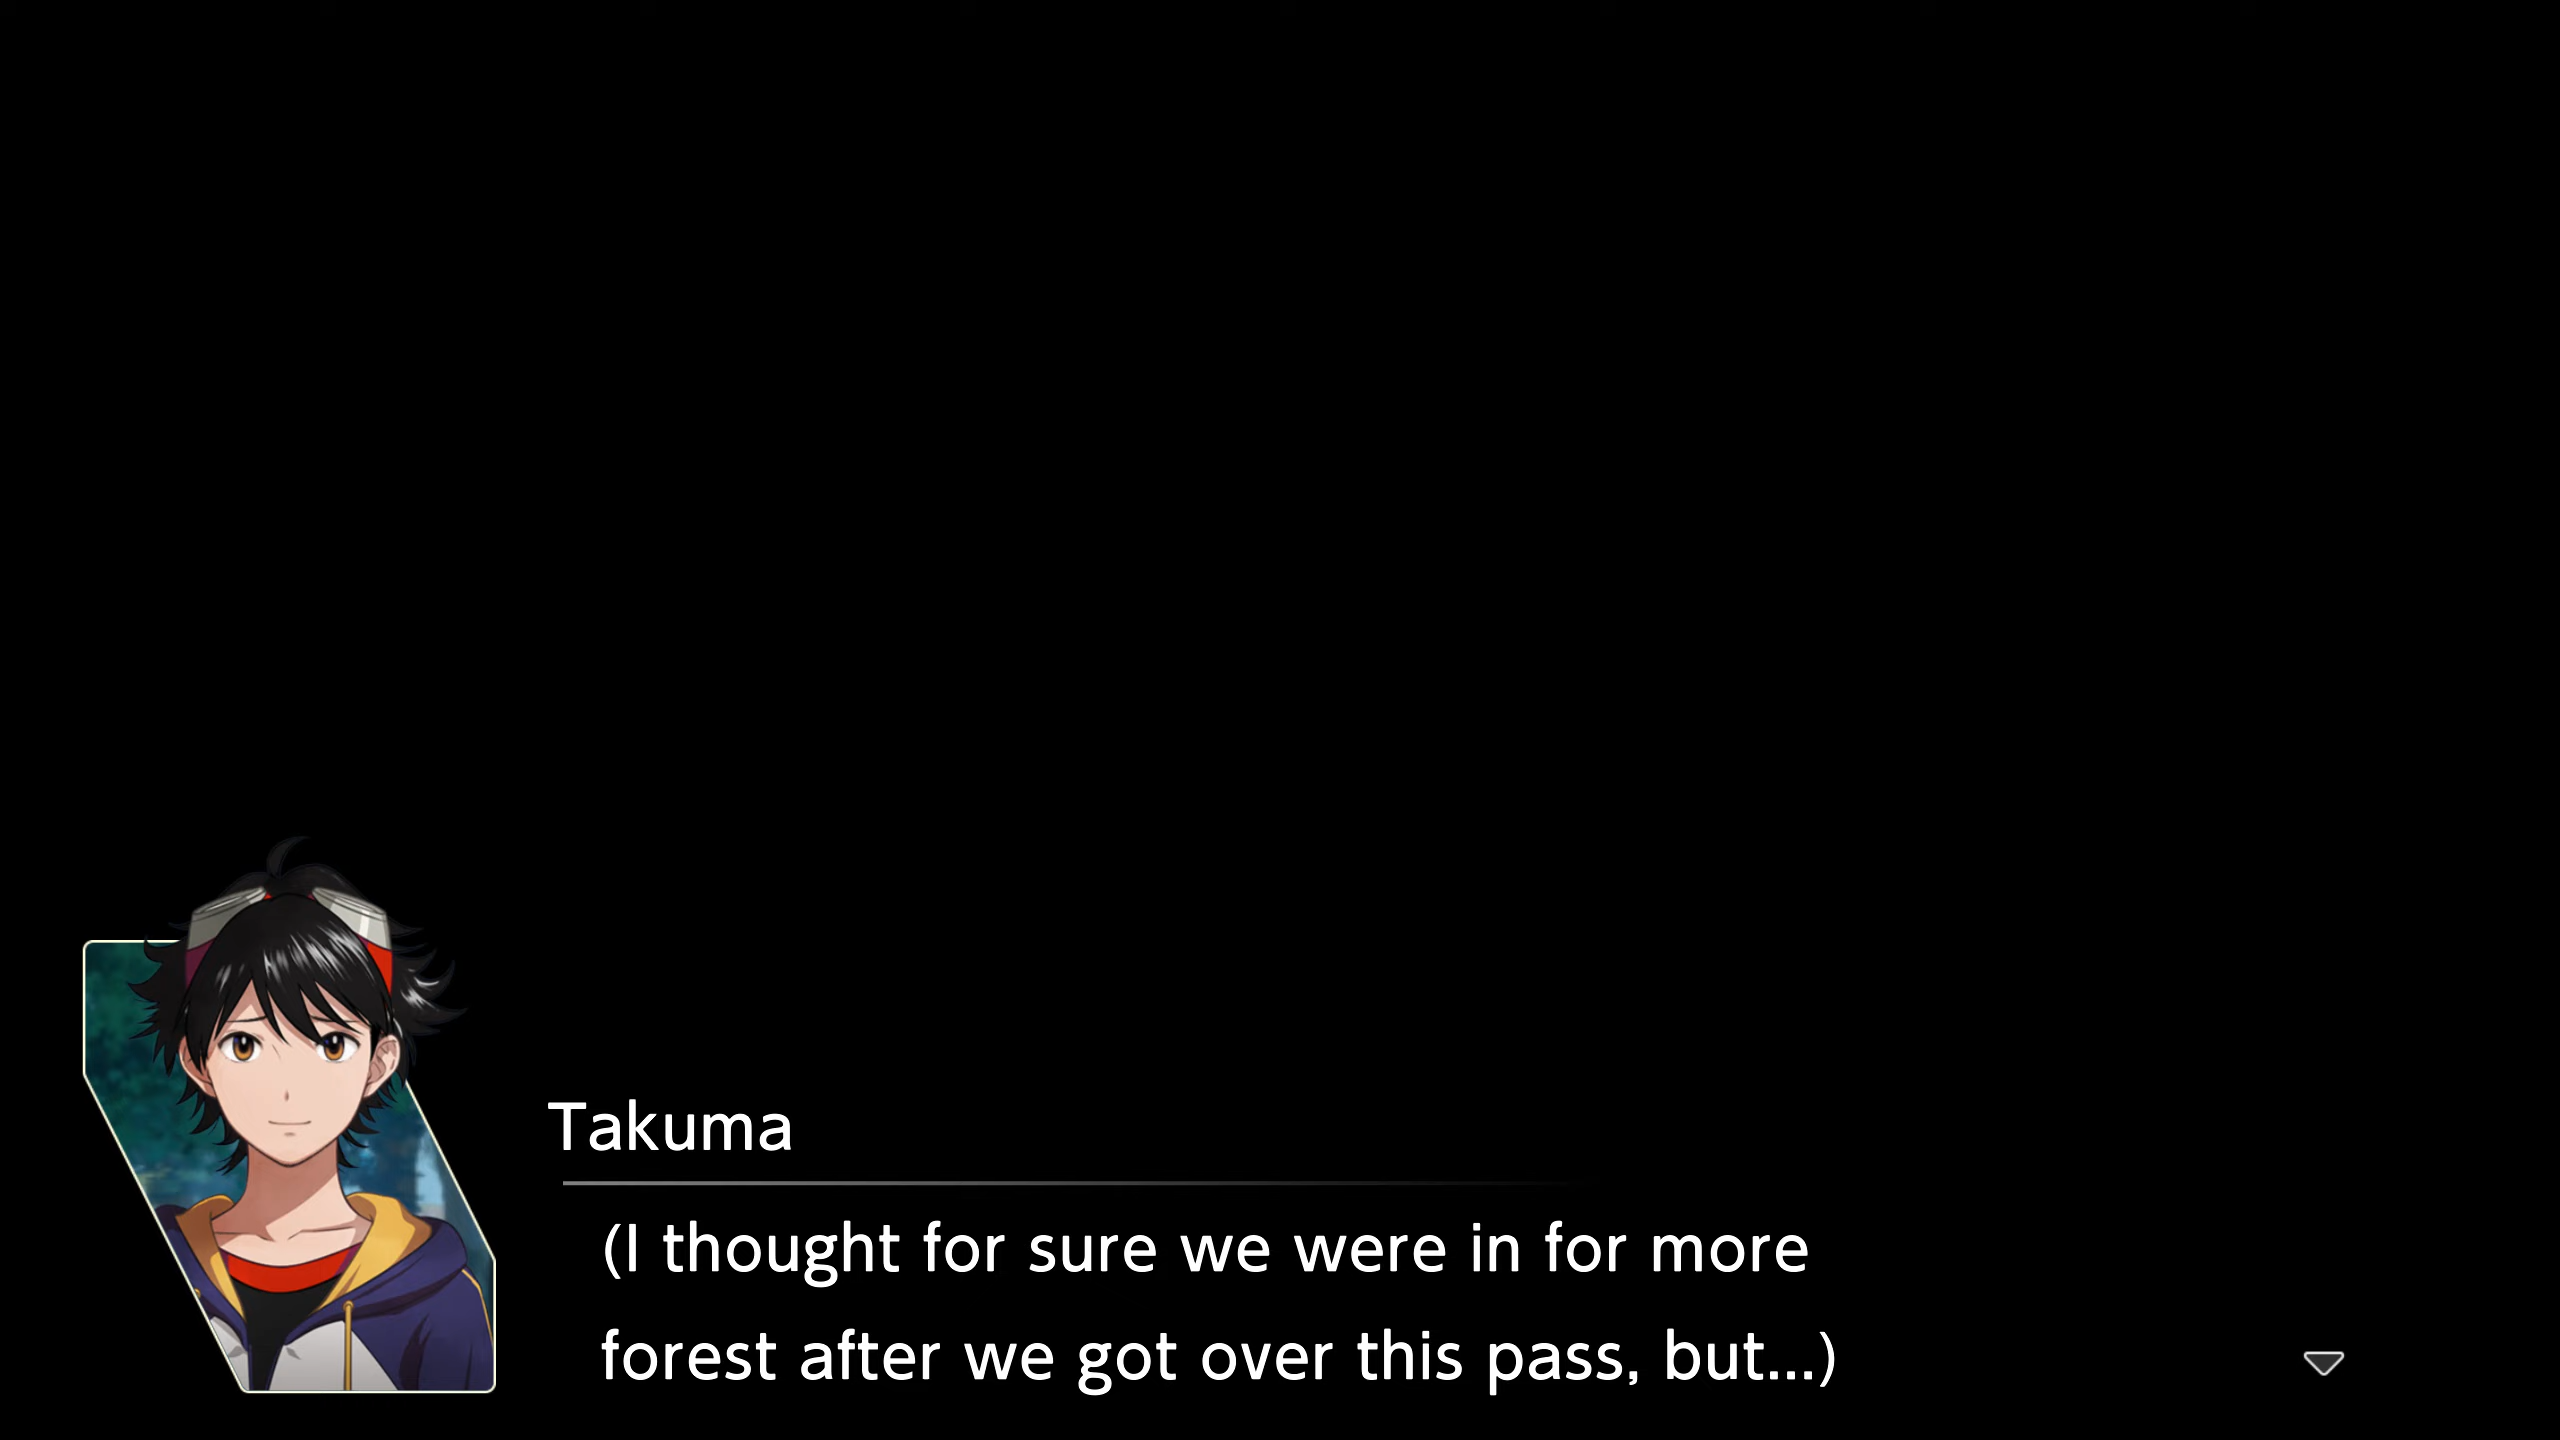 Takuma
(I thought for sure we were in for more
forest after we got over this pass, but...)